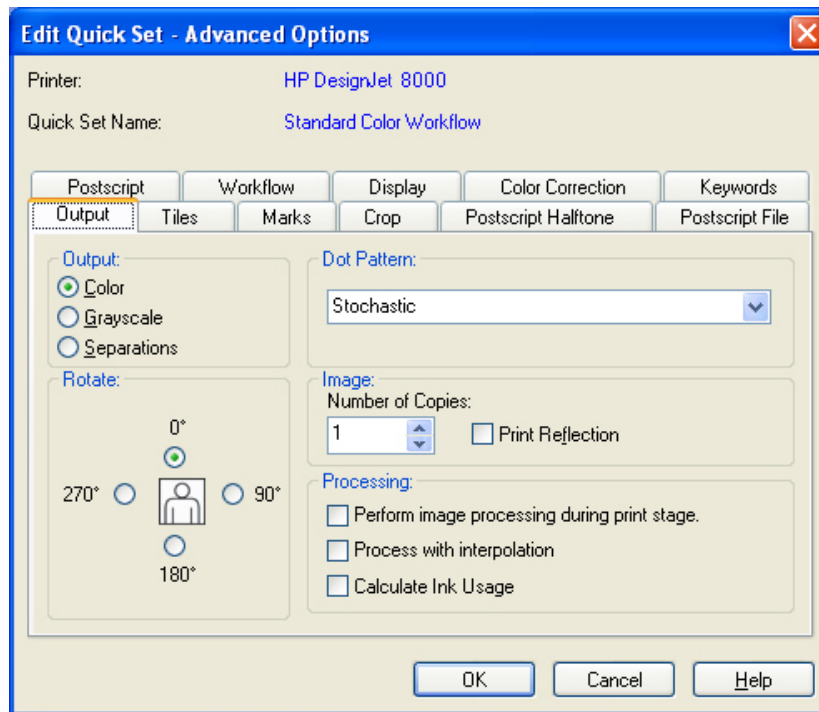 Edit Quick Set - Advanced Options
Printer: HP DesignJet 8000
Quick Set Name: Standard Color Workflow
Postscript Workflow Display Color Correction Keywords
Output Tiles Marks Crop Postscript Halftone Postscript File
Output:
Color
Grayscale
Separations
Dot Pattern:
Stochastic
Rotate:
0°
270° 90°
180°
Image:
Number of Copies:
1 Print Reflection
Processing:
Perform image processing during print stage.
Process with interpolation
Calculate Ink Usage
OK Cancel Help